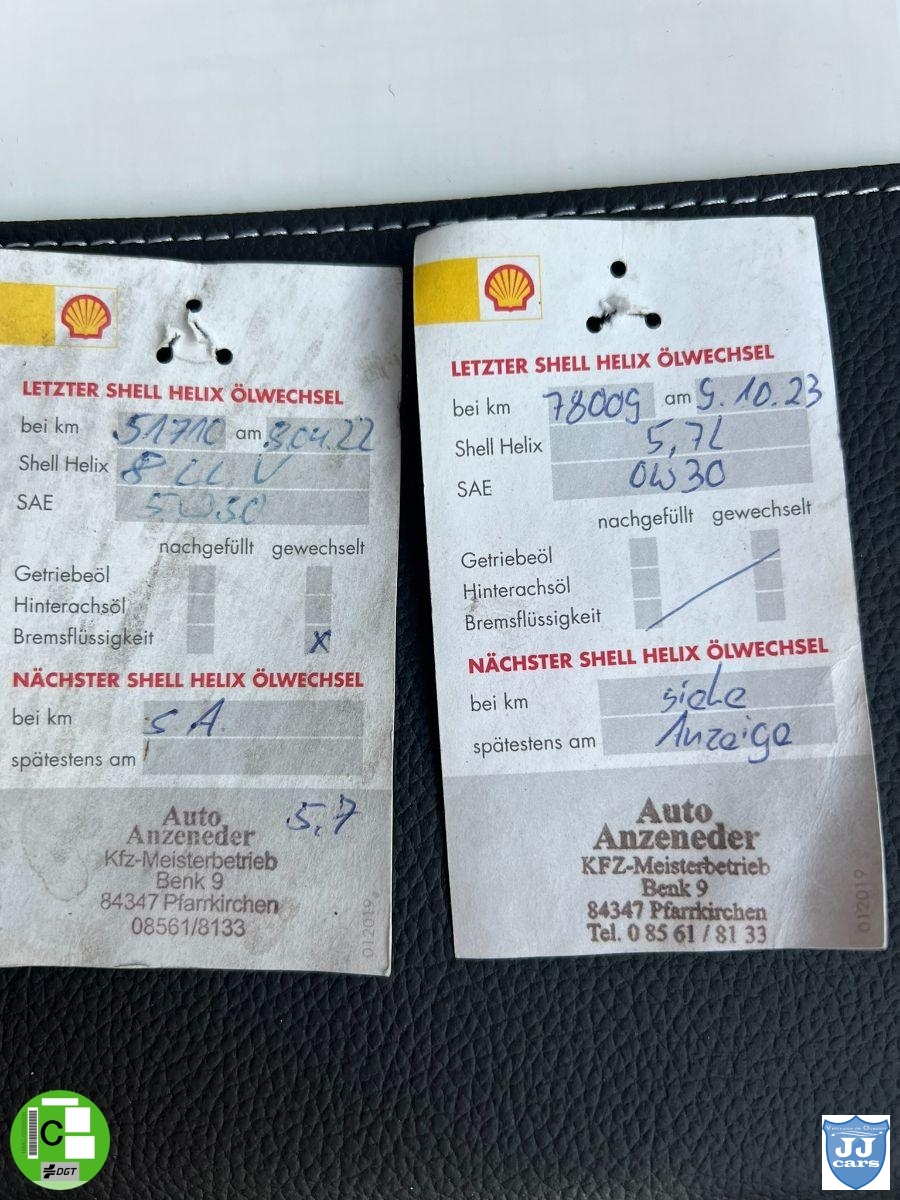 LETZTER SHELL HELIX ÖLWECHSEL
bei km 51710 am
Shell Helix 8 LL V
SAE 5W30
nachgefüllt gewechselt
Getriebeöl
Hinterachsöl
Bremsflüssigkeit x
NÄCHSTER SHELL HELIX ÖLWECHSEL
bei km s A
spätestens am
5,7
Auto
Anzeneder
Kfz-Meisterbetrieb
Benk 9
84347 Pfarrkirchen
08561/8133
012019
LETZTER SHELL HELIX ÖLWECHSEL
bei km 78009 am 9.10.23
Shell Helix 5,7L
SAE 0W30
nachgefüllt gewechselt
Getriebeöl
Hinterachsöl
Bremsflüssigkeit
NÄCHSTER SHELL HELIX ÖLWECHSEL
bei km siehe
spätestens am Anzeige
Auto
Anzeneder
KFZ-Meisterbetrieb
Benk 9
84347 Pfarrkirchen
Tel. 0 85 61 / 81 33
012019
C
DGT
JJ
cars